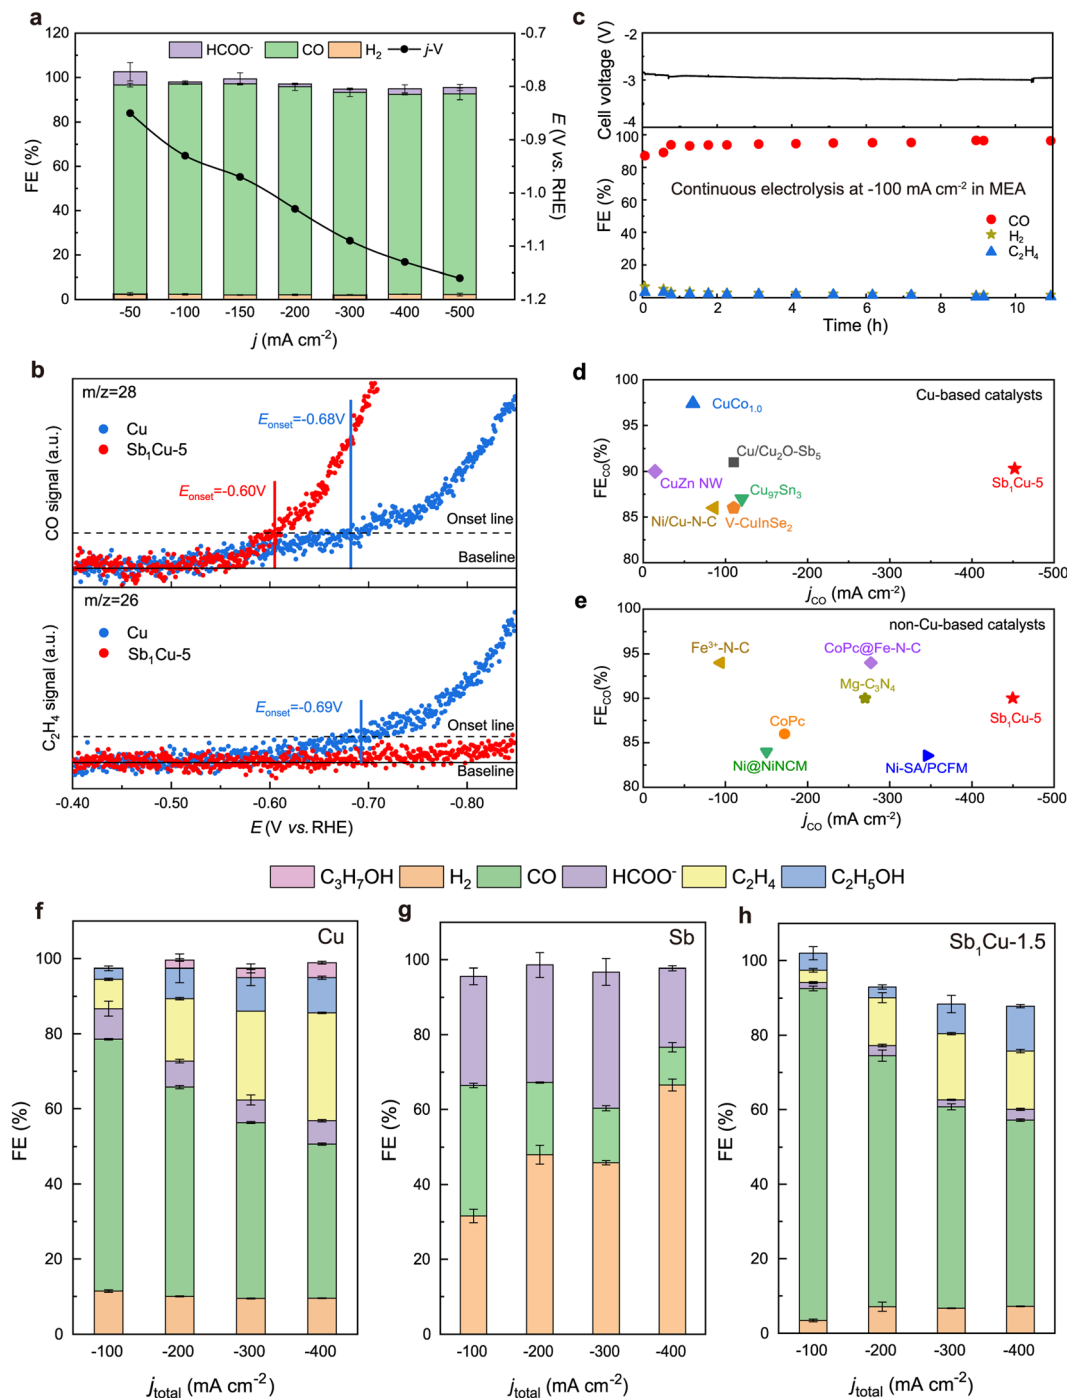 a
HCOO⁻ CO H₂ j-V
FE (%)
120
100
80
60
40
20
0
-50 -100 -150 -200 -300 -400 -500
j (mA cm⁻²)
-0.7
-0.8
-0.9
-1.0
-1.1
-1.2
E (V vs. RHE)
c
Cell voltage (V)
-2
-3
-4
FE (%)
100
80
60
40
20
0
Continuous electrolysis at -100 mA cm⁻² in MEA
CO
H₂
C₂H₄
0 2 4 6 8 10
Time (h)
b
m/z=28
Cu
Sb₁Cu-5
Eonset=-0.68V
Eonset=-0.60V
Onset line
Baseline
CO signal (a.u.)
m/z=26
Cu
Sb₁Cu-5
Eonset=-0.69V
Onset line
Baseline
C₂H₄ signal (a.u.)
-0.40 -0.50 -0.60 -0.70 -0.80
E (V vs. RHE)
d
Cu-based catalysts
FECO(%)
100
95
90
85
80
CuCo₁.₀
Cu/Cu₂O-Sb₅
CuZn NW
Cu₉₇Sn₃
Ni/Cu-N-C
V-CuInSe₂
Sb₁Cu-5
0 -100 -200 -300 -400 -500
jCO (mA cm⁻²)
e
non-Cu-based catalysts
FECO(%)
100
95
90
85
80
Fe³⁺-N-C
CoPc@Fe-N-C
Mg-C₃N₄
CoPc
Sb₁Cu-5
Ni@NiNCM
Ni-SA/PCFM
0 -100 -200 -300 -400 -500
jCO (mA cm⁻²)
C₃H₇OH H₂ CO HCOO⁻ C₂H₄ C₂H₅OH
f
Cu
FE (%)
100
80
60
40
20
0
-100 -200 -300 -400
jtotal (mA cm⁻²)
g
Sb
FE (%)
100
80
60
40
20
0
-100 -200 -300 -400
jtotal (mA cm⁻²)
h
Sb₁Cu-1.5
FE (%)
100
80
60
40
20
0
-100 -200 -300 -400
jtotal (mA cm⁻²)